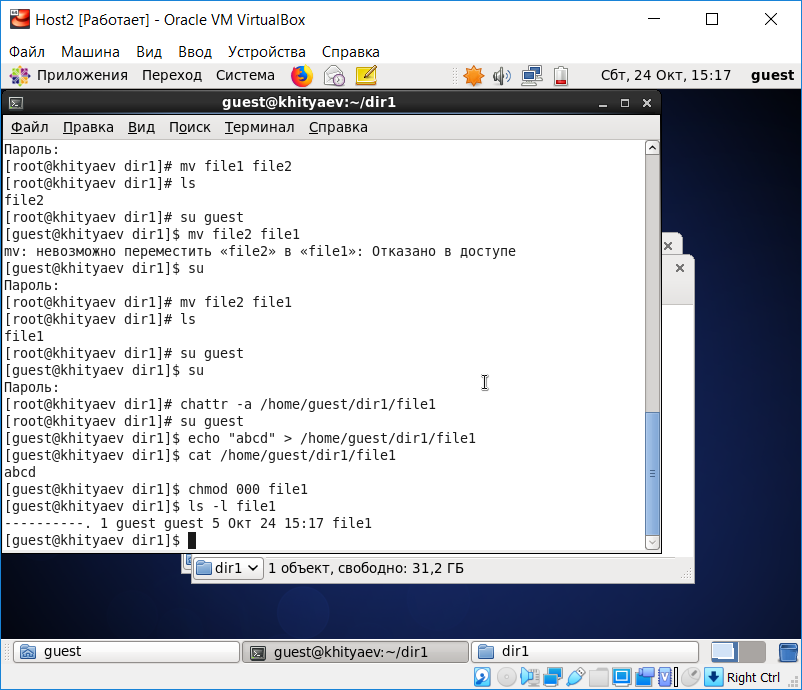 Host2 [Работает] - Oracle VM VirtualBox
Файл Машина Вид Ввод Устройства Справка
Приложения Переход Система Сбт, 24 Окт, 15:17 guest
guest@khityaev:~/dir1
Файл Правка Вид Поиск Терминал Справка
Пароль:
[root@khityaev dir1]# mv file1 file2
[root@khityaev dir1]# ls
file2
[root@khityaev dir1]# su guest
[guest@khityaev dir1]$ mv file2 file1
mv: невозможно переместить «file2» в «file1»: Отказано в доступе
[guest@khityaev dir1]$ su
Пароль:
[root@khityaev dir1]# mv file2 file1
[root@khityaev dir1]# ls
file1
[root@khityaev dir1]# su guest
[guest@khityaev dir1]$ su
Пароль:
[root@khityaev dir1]# chattr -a /home/guest/dir1/file1
[root@khityaev dir1]# su guest
[guest@khityaev dir1]$ echo "abcd" > /home/guest/dir1/file1
[guest@khityaev dir1]$ cat /home/guest/dir1/file1
abcd
[guest@khityaev dir1]$ chmod 000 file1
[guest@khityaev dir1]$ ls -l file1
----------. 1 guest guest 5 Окт 24 15:17 file1
[guest@khityaev dir1]$
dir1 1 объект, свободно: 31,2 ГБ
guest guest@khityaev:~/dir1 dir1
Right Ctrl